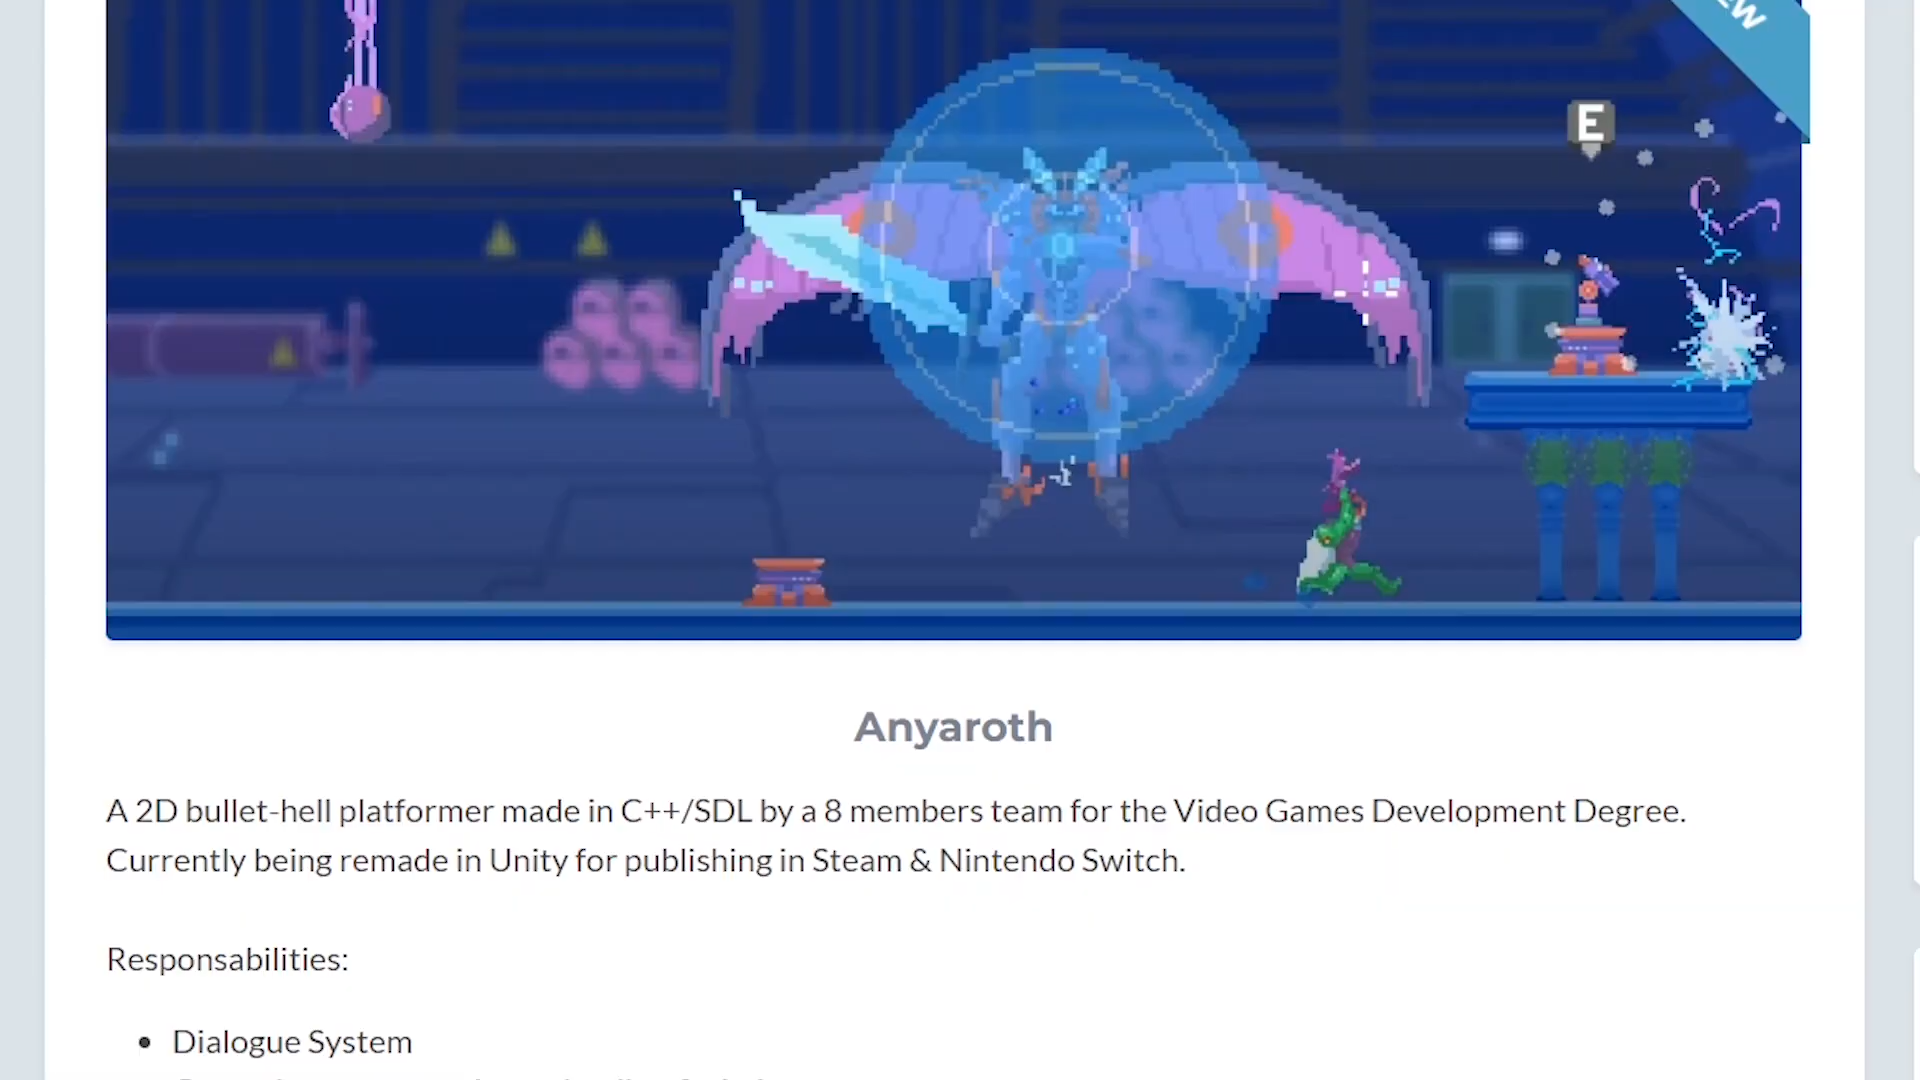 E
Anyaroth
A 2D bullet-hell platformer made in C++/SDL by a 8 members team for the Video Games Development Degree.
Currently being remade in Unity for publishing in Steam & Nintendo Switch.
Responsabilities:
• Dialogue System